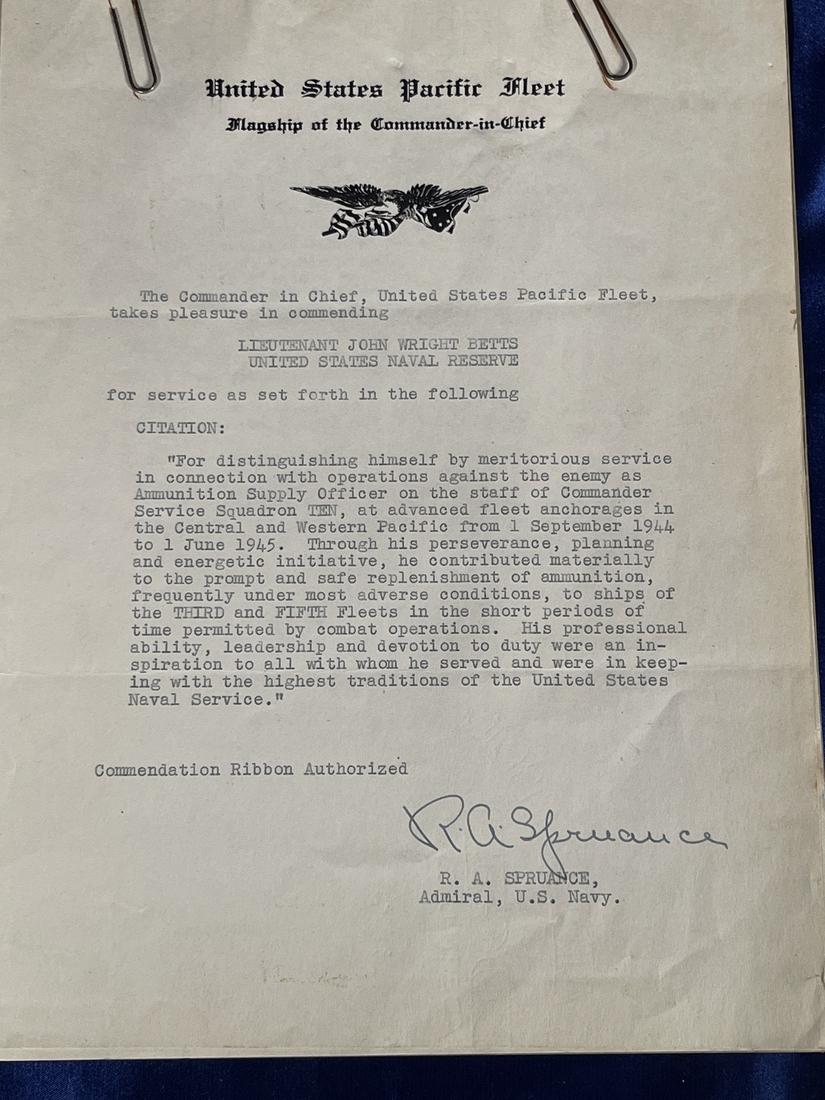 United States Pacific Fleet
Flagship of the Commander-in-Chief
The Commander in Chief, United States Pacific Fleet,
takes pleasure in commending
LIEUTENANT JOHN WRIGHT BETTS
UNITED STATES NAVAL RESERVE
for service as set forth in the following
CITATION:
"For distinguishing himself by meritorious service
in connection with operations against the enemy as
Ammunition Supply Officer on the staff of Commander
Service Squadron TEN, at advanced fleet anchorages in
the Central and Western Pacific from 1 September 1944
to 1 June 1945. Through his perseverance, planning
and energetic initiative, he contributed materially
to the prompt and safe replenishment of ammunition,
frequently under most adverse conditions, to ships of
the THIRD and FIFTH Fleets in the short periods of
time permitted by combat operations. His professional
ability, leadership and devotion to duty were an in-
spiration to all with whom he served and were in keep-
ing with the highest traditions of the United States
Naval Service."
Commendation Ribbon Authorized
R. A. Spruance
R. A. SPRUANCE,
Admiral, U.S. Navy.